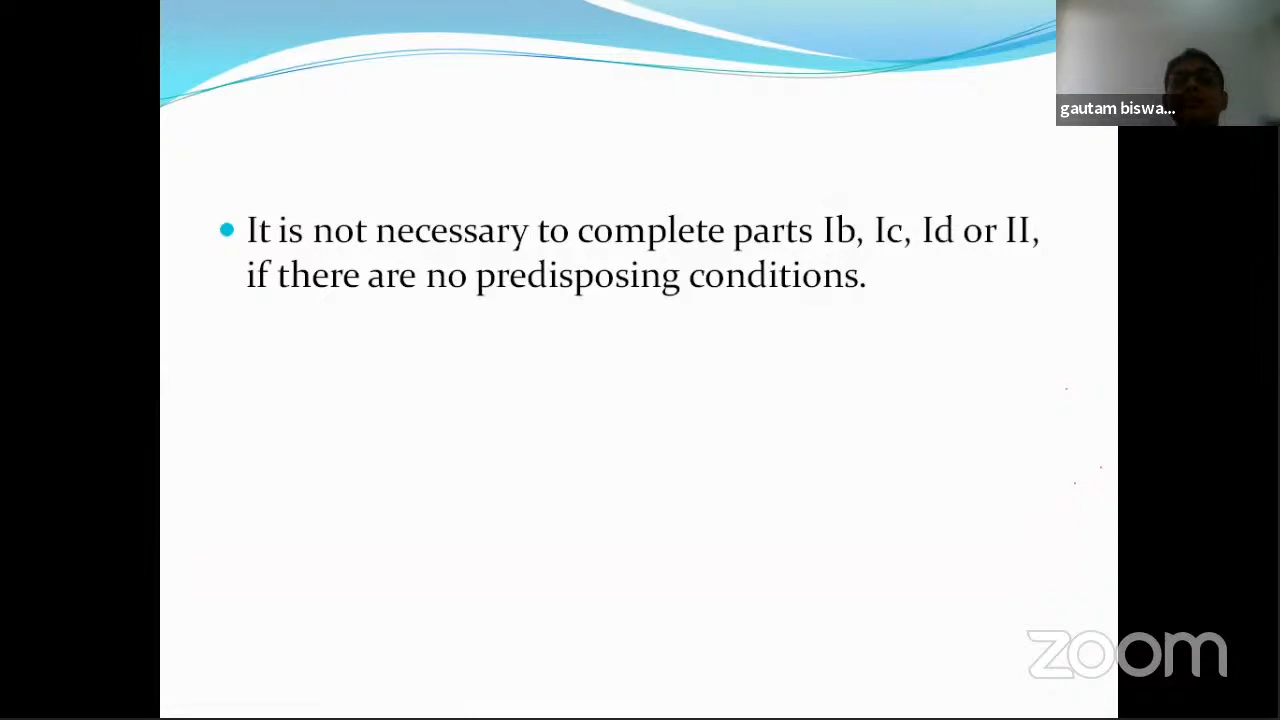 gautam biswa...
It is not necessary to complete parts Ib, Ic, Id or II,
if there are no predisposing conditions.
zoom